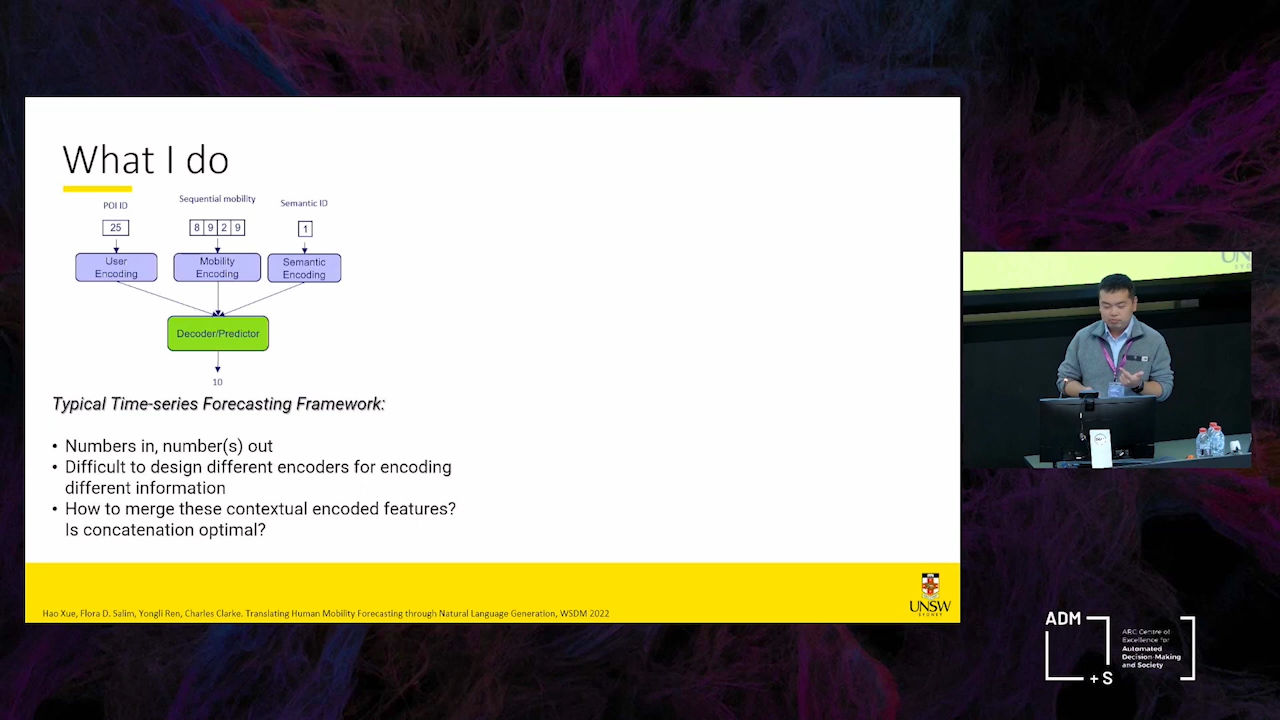 What I do
POI ID
Sequential mobility
Semantic ID
25
8 9 2 9
1
User
Encoding
Mobility
Encoding
Semantic
Encoding
Decoder/Predictor
10
Typical Time-series Forecasting Framework:
• Numbers in, number(s) out
• Difficult to design different encoders for encoding
different information
• How to merge these contextual encoded features?
Is concatenation optimal?
Hao Xue, Flora D. Salim, Yongli Ren, Charles Clarke. Translating Human Mobility Forecasting through Natural Language Generation, WSDM 2022
UNSW
SYDNEY
ADM
+ S
ARC Centre of
Excellence for
Automated
Decision-Making
and Society